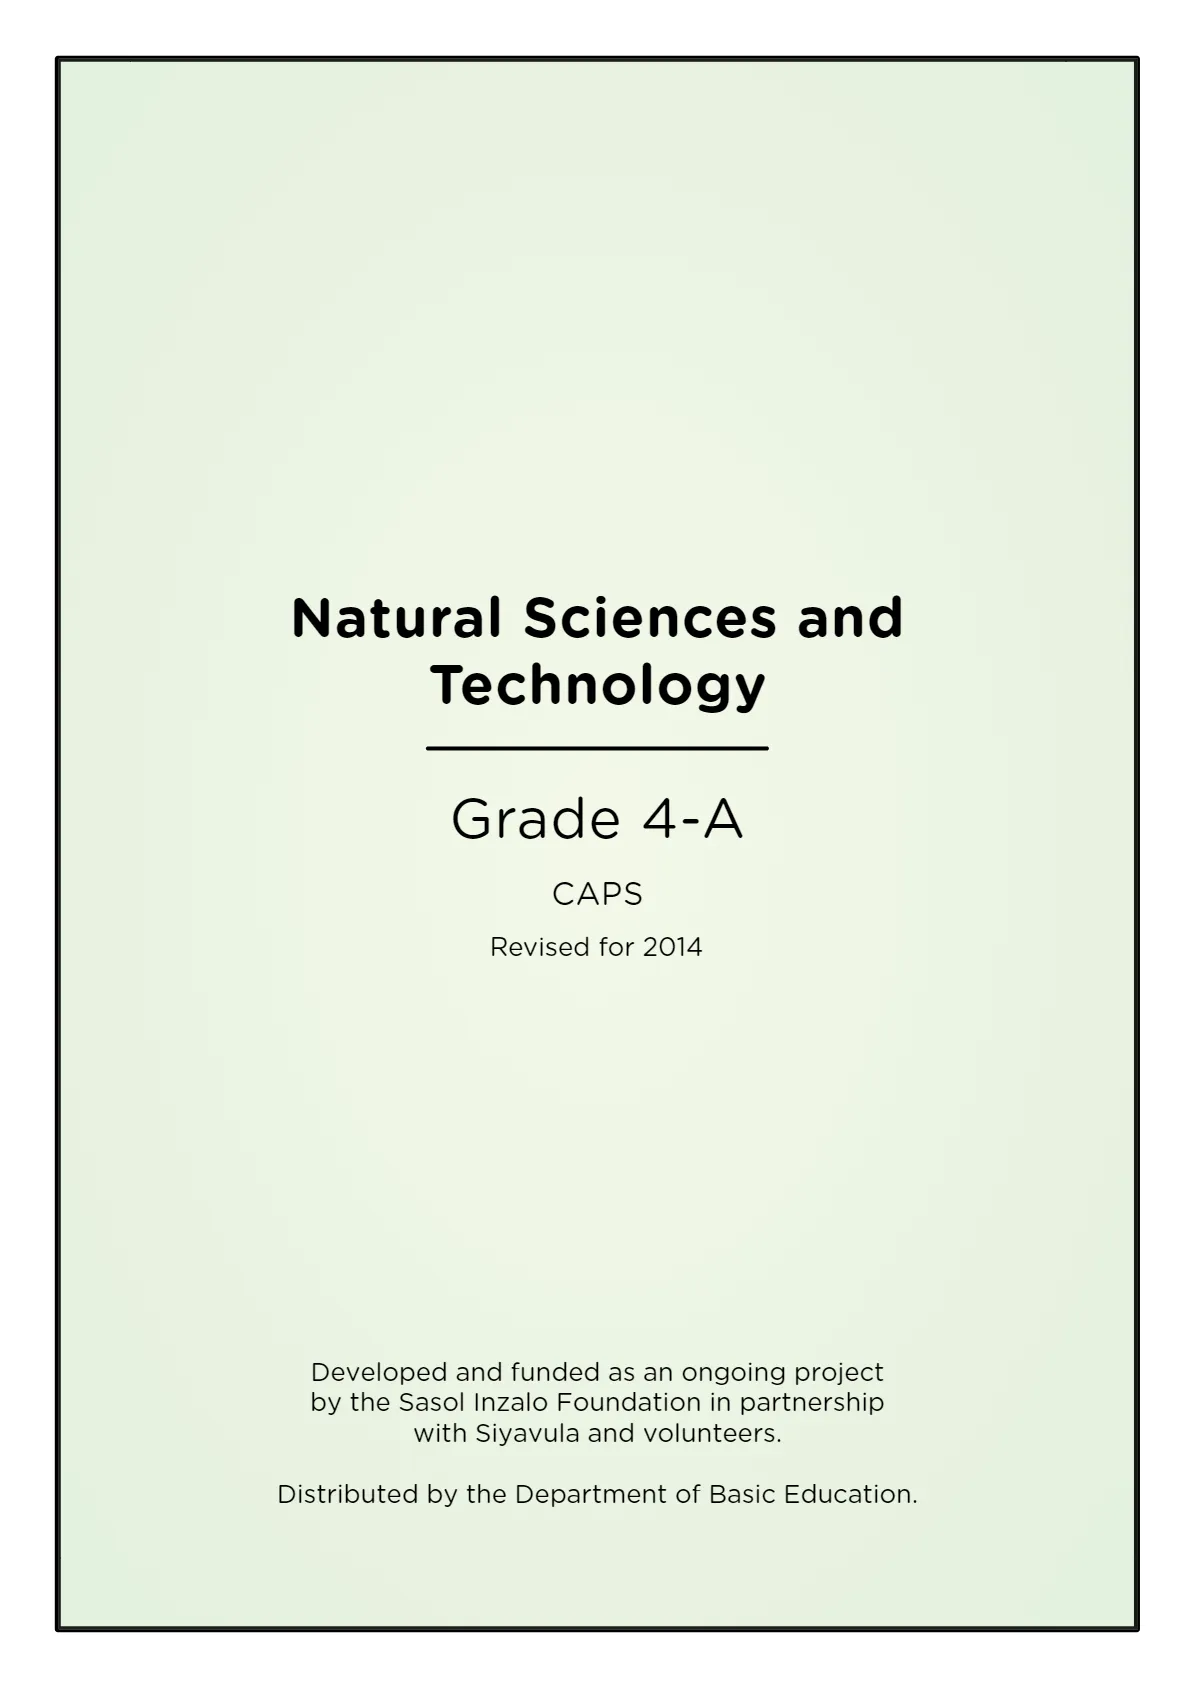 Natural Sciences and
Technology
Grade 4-A
CAPS
Revised for 2014
Developed and funded as an ongoing project
by the Sasol Inzalo Foundation in partnership
with Siyavula and volunteers.
Distributed by the Department of Basic Education.